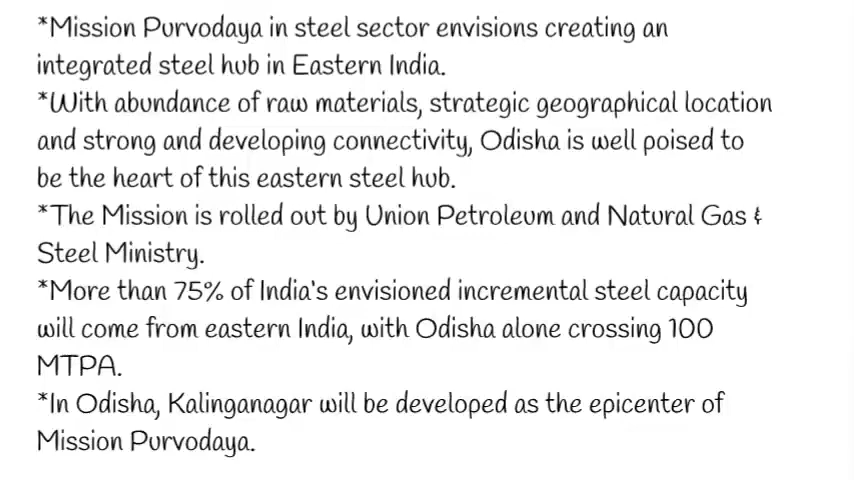 *Mission Purvodaya in steel sector envisions creating an
integrated steel hub in Eastern India.
*With abundance of raw materials, strategic geographical location
and strong and developing connectivity, Odisha is well poised to
be the heart of this eastern steel hub.
*The Mission is rolled out by Union Petroleum and Natural Gas &
Steel Ministry.
*More than 75% of India's envisioned incremental steel capacity
will come from eastern India, with Odisha alone crossing 100
MTPA.
*In Odisha, Kalinganagar will be developed as the epicenter of
Mission Purvodaya.